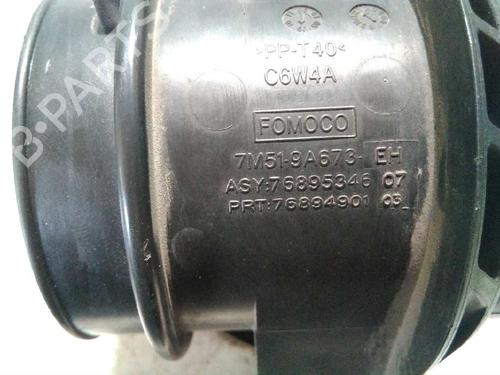 >PP-T40<
C6W4A
FOMOCO
7M51-9A673- EH
ASY:76895346 07
PRT:76894901 03
B-PARTS